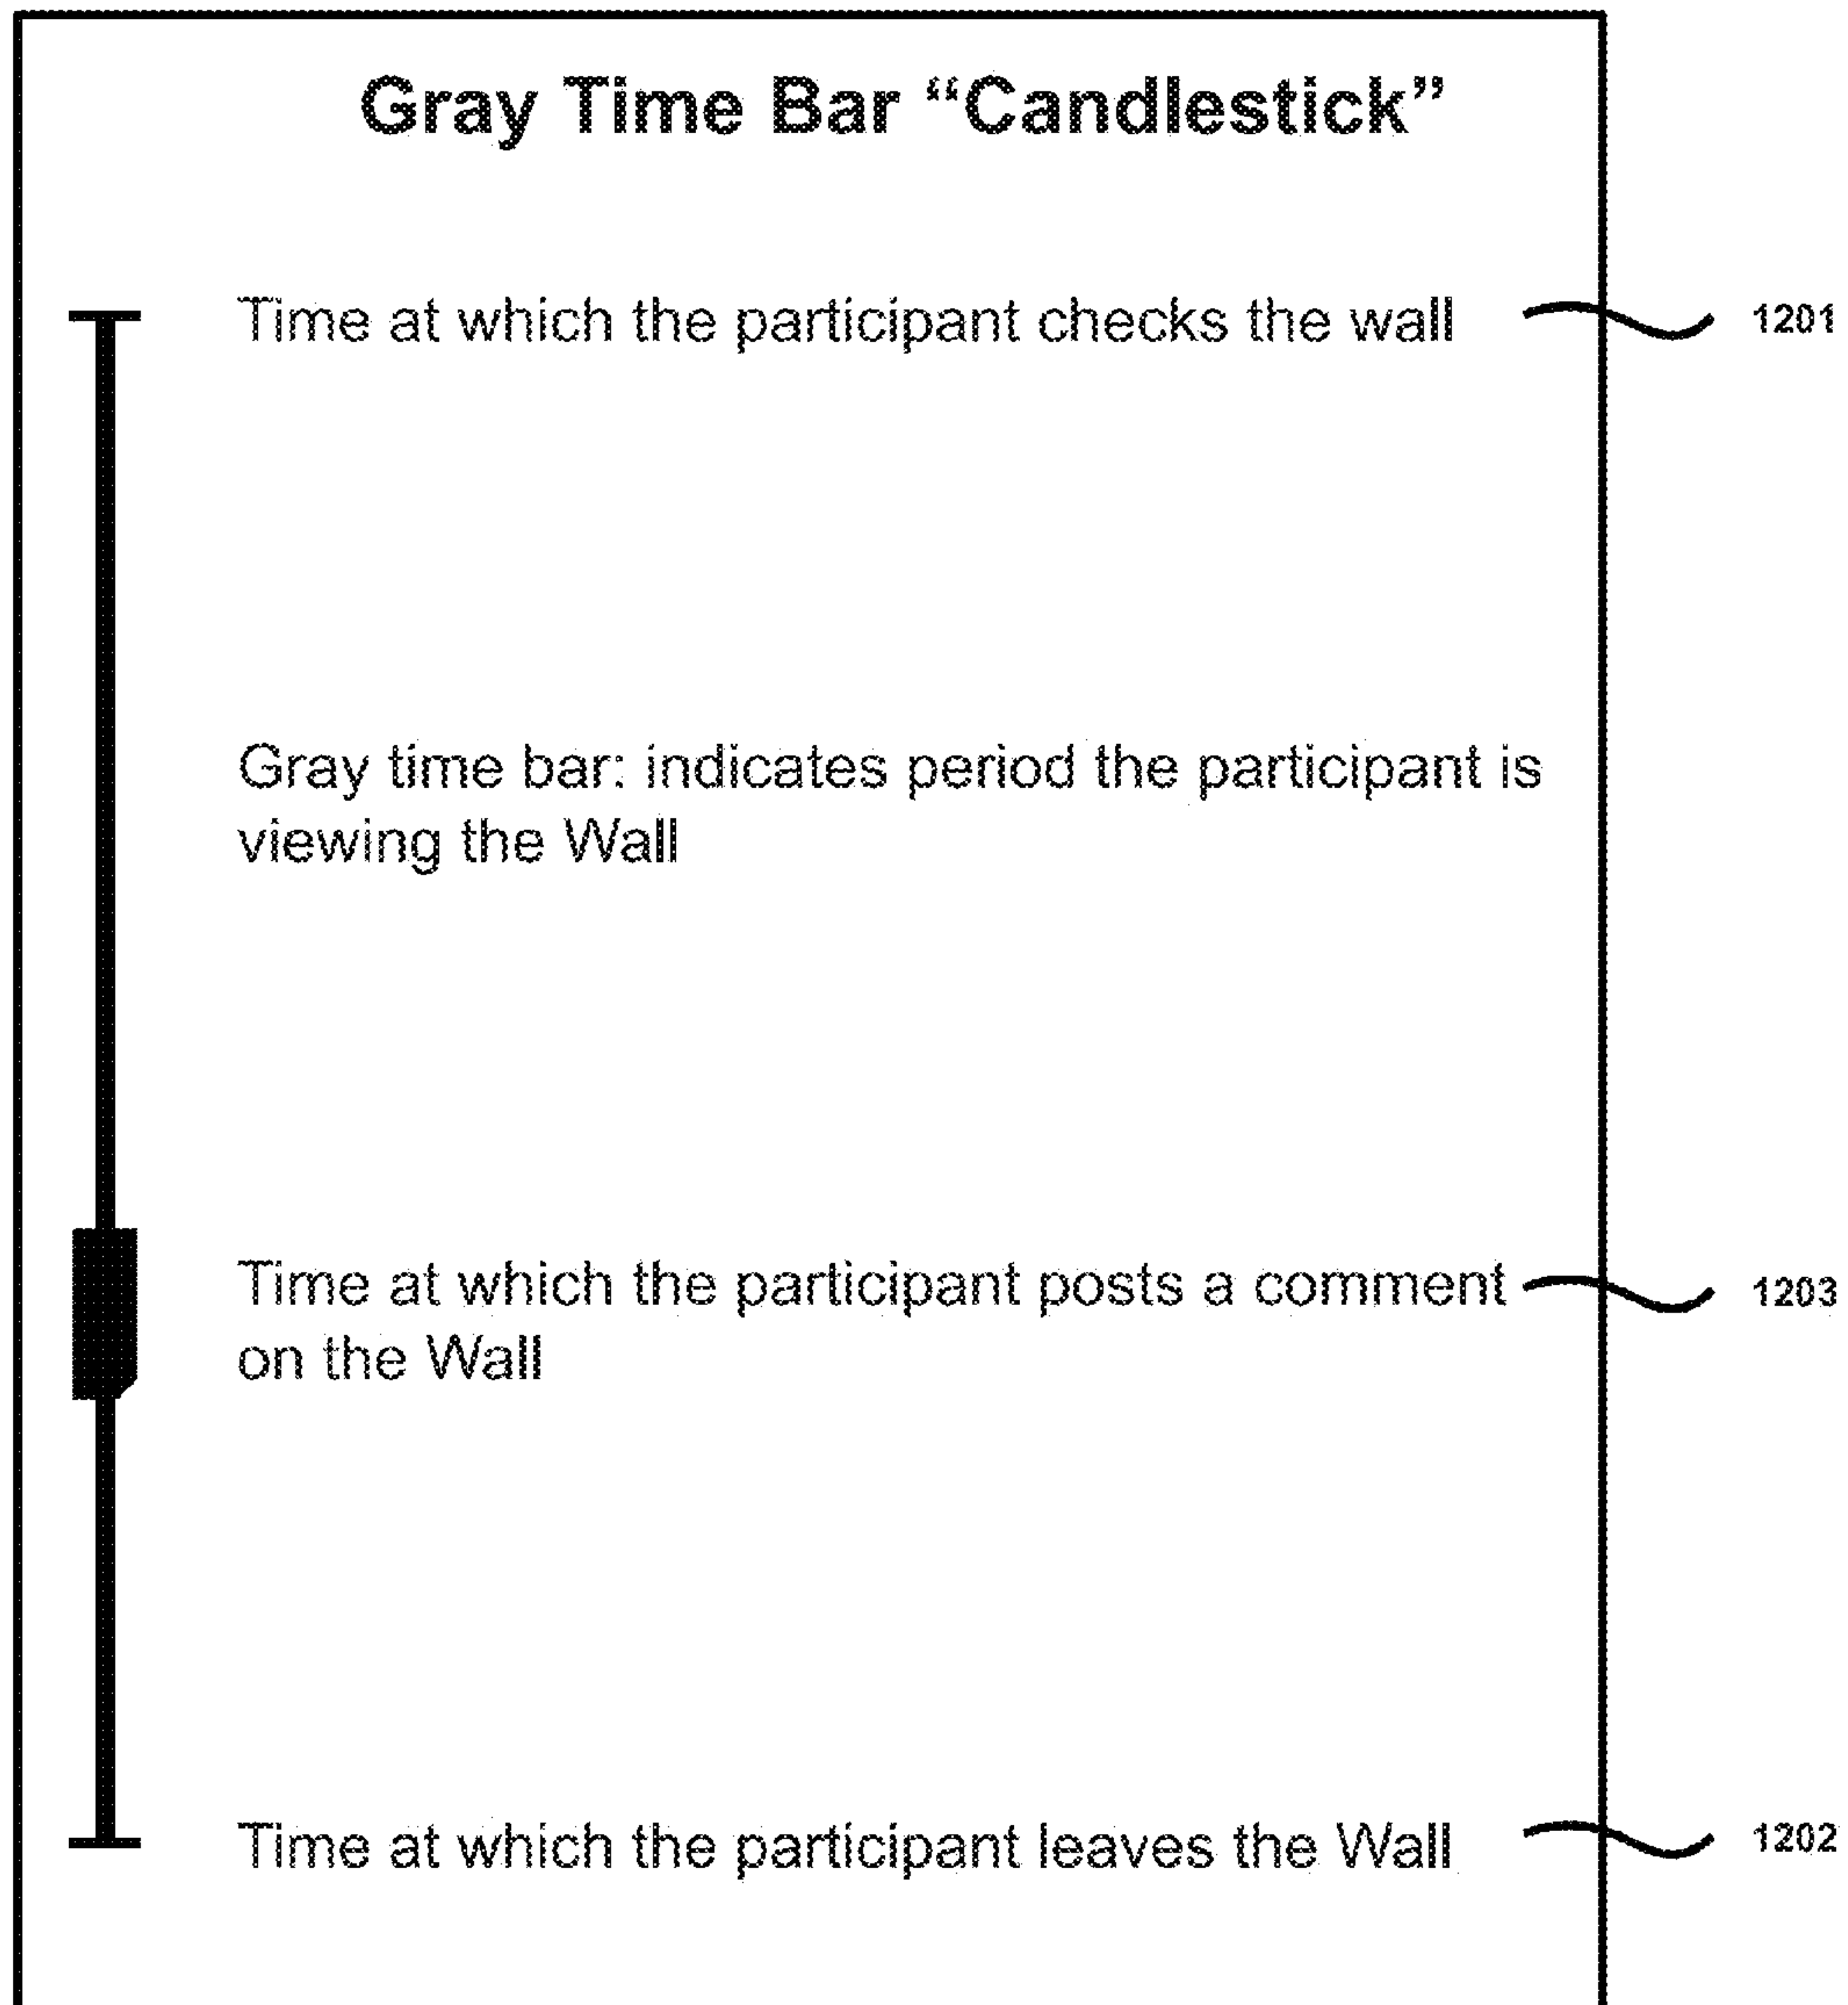 Gray Time Bar “Candlestick”
Time at which the participant checks the wall
1201
Gray time bar: indicates period the participant is
viewing the Wall
Time at which the participant posts a comment
1203
on the Wall
Time at which the participant leaves the Wall
1202